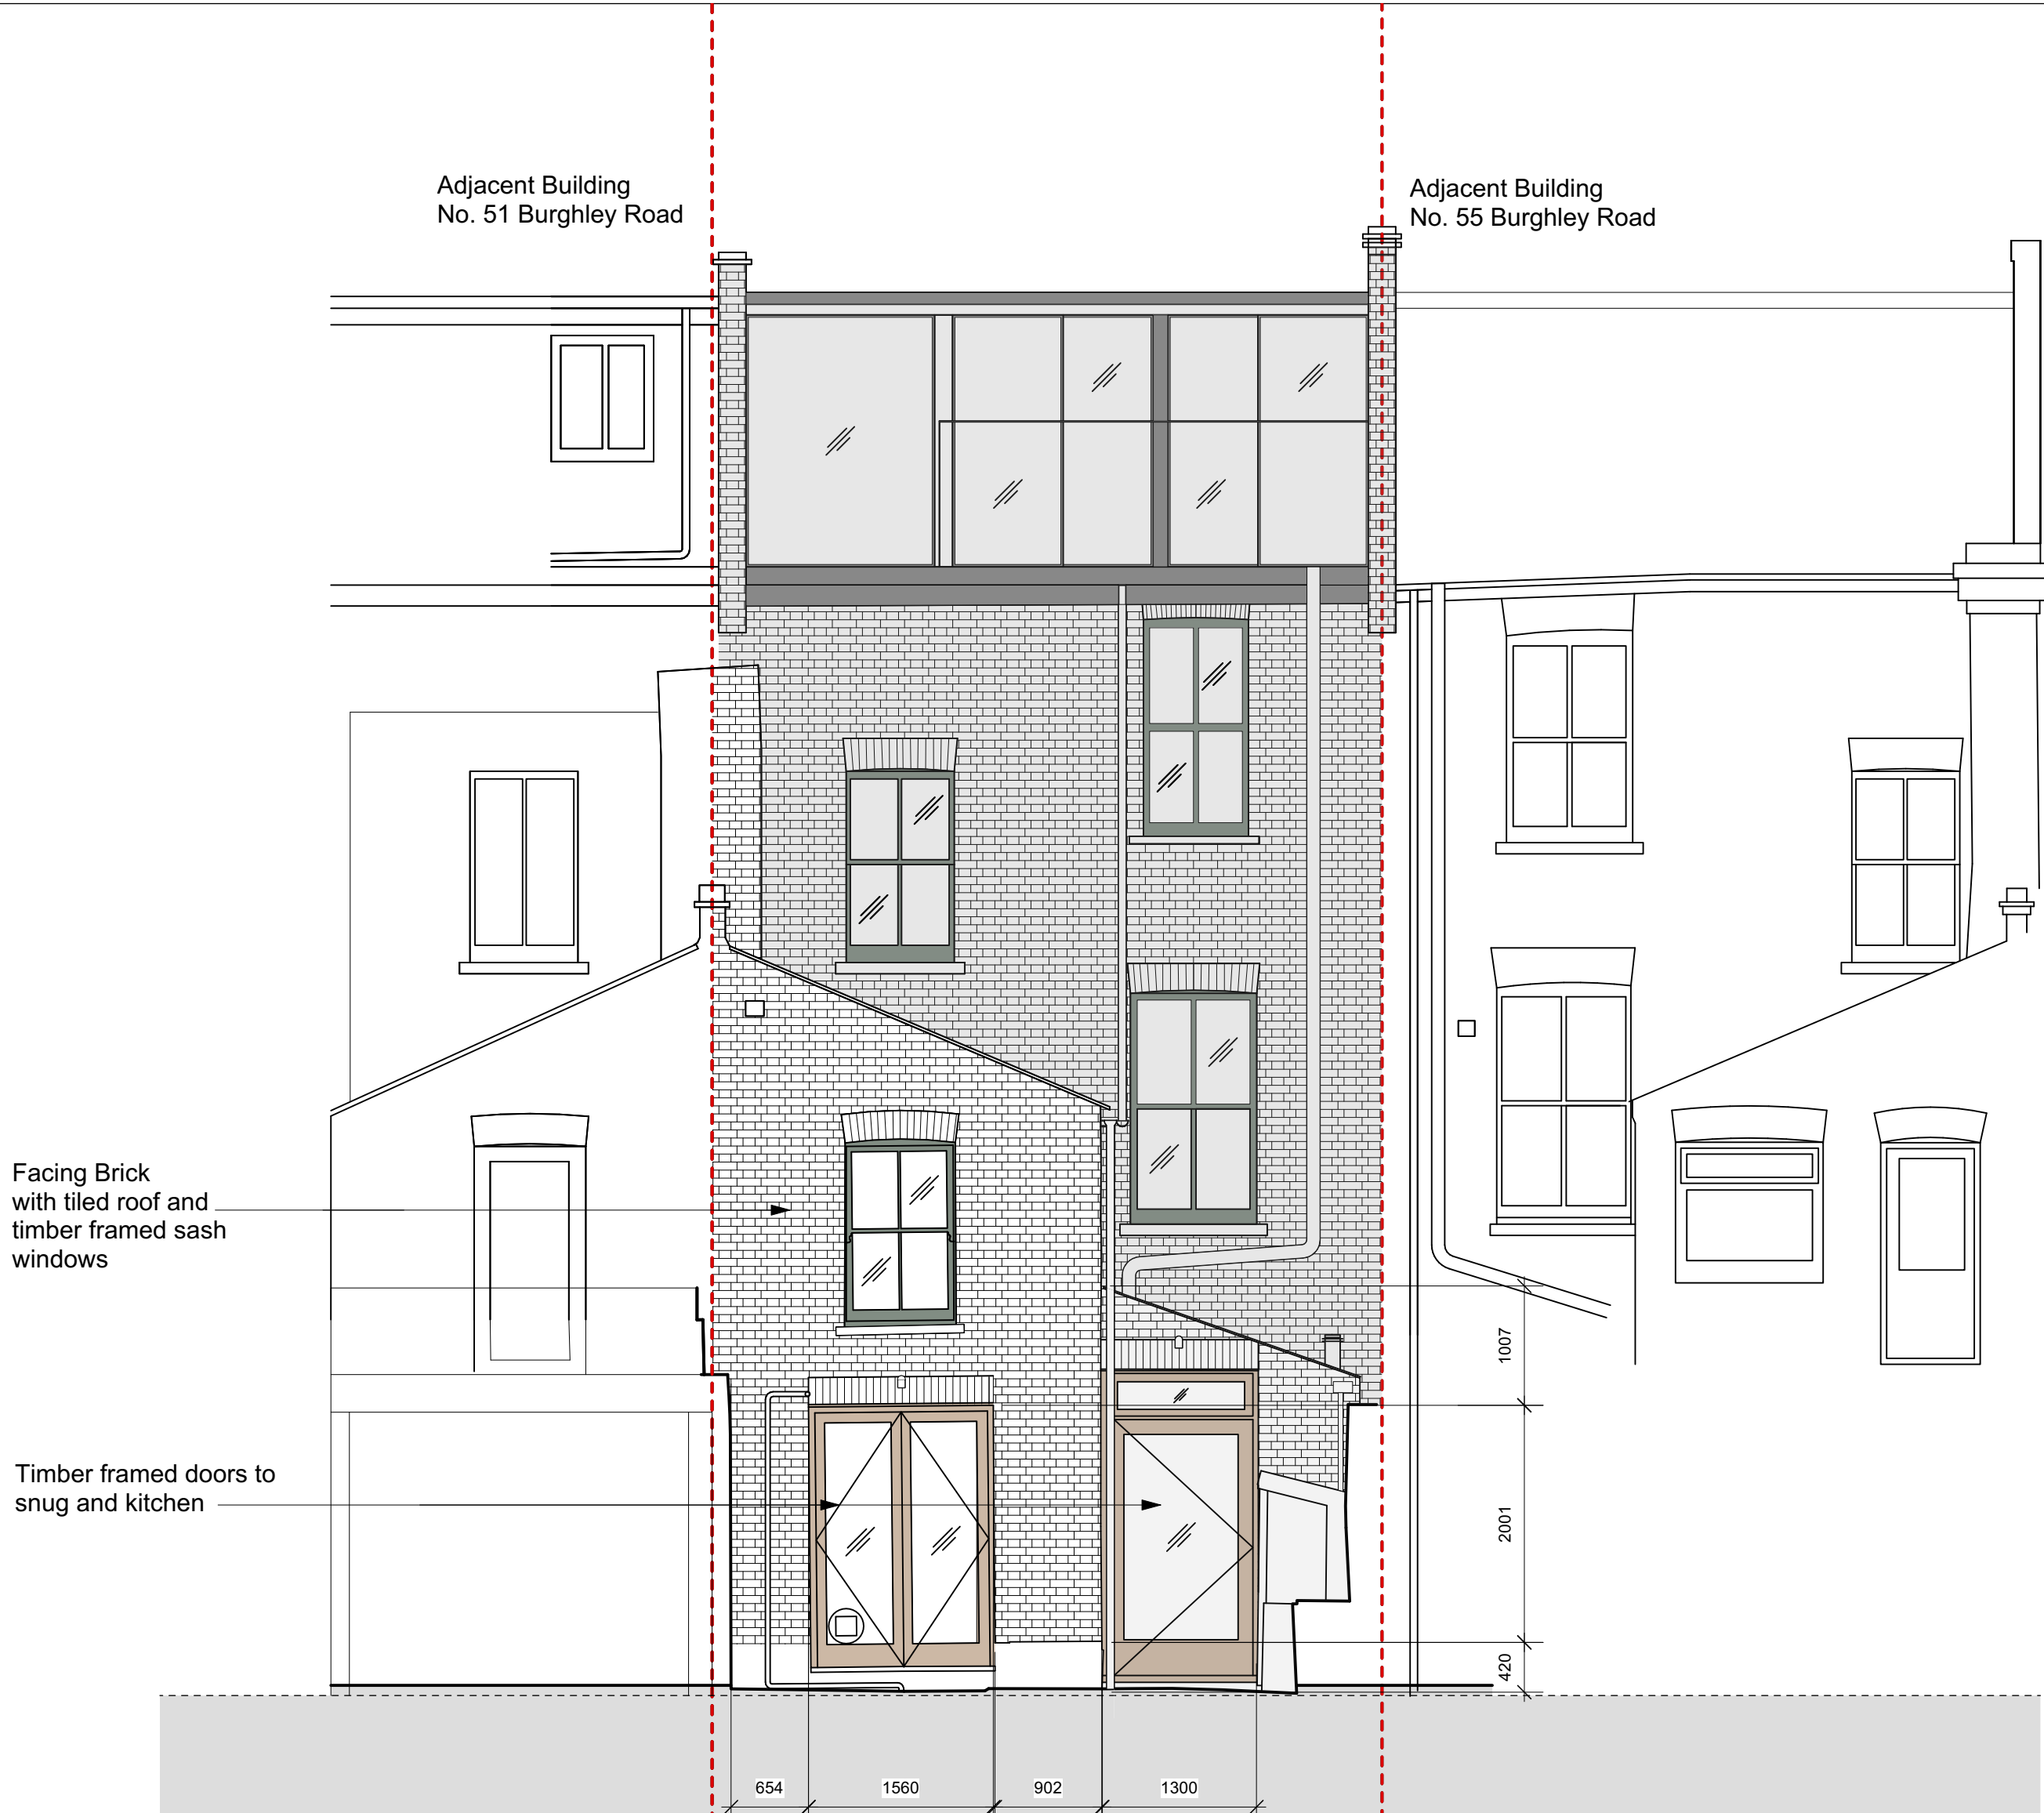 Adjacent Building
No. 51 Burghley Road
Adjacent Building
No. 55 Burghley Road
Facing Brick
with tiled roof and
timber framed sash
windows
1007
Timber framed doors to
snug and kitchen
2001
420
654
1560
902
1300